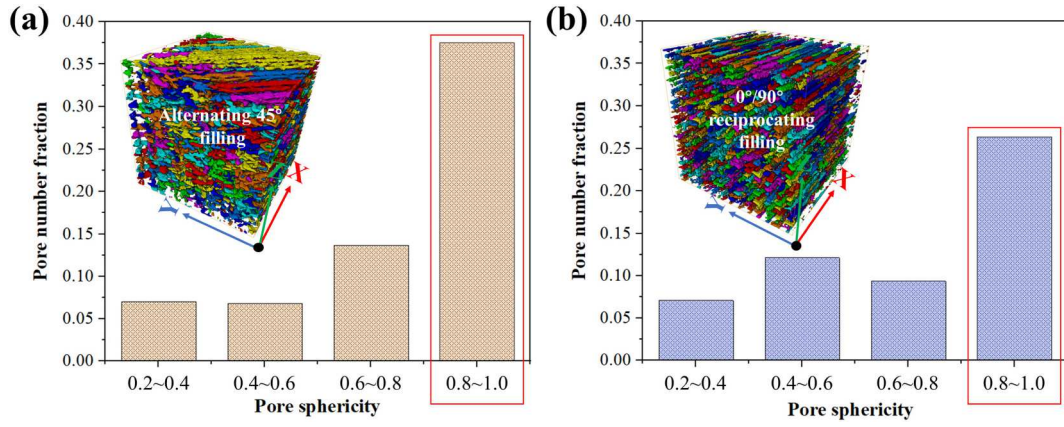 (a)
0.40
0.35
0.30
0.25
0.20
0.15
0.10
0.05
0.00
Pore number fraction
Alternating 45°
filling
X
Y
0.2~0.4
0.4~0.6
0.6~0.8
0.8~1.0
Pore sphericity
(b)
0.40
0.35
0.30
0.25
0.20
0.15
0.10
0.05
0.00
Pore number fraction
0°/90°
reciprocating
filling
X
Y
0.2~0.4
0.4~0.6
0.6~0.8
0.8~1.0
Pore sphericity